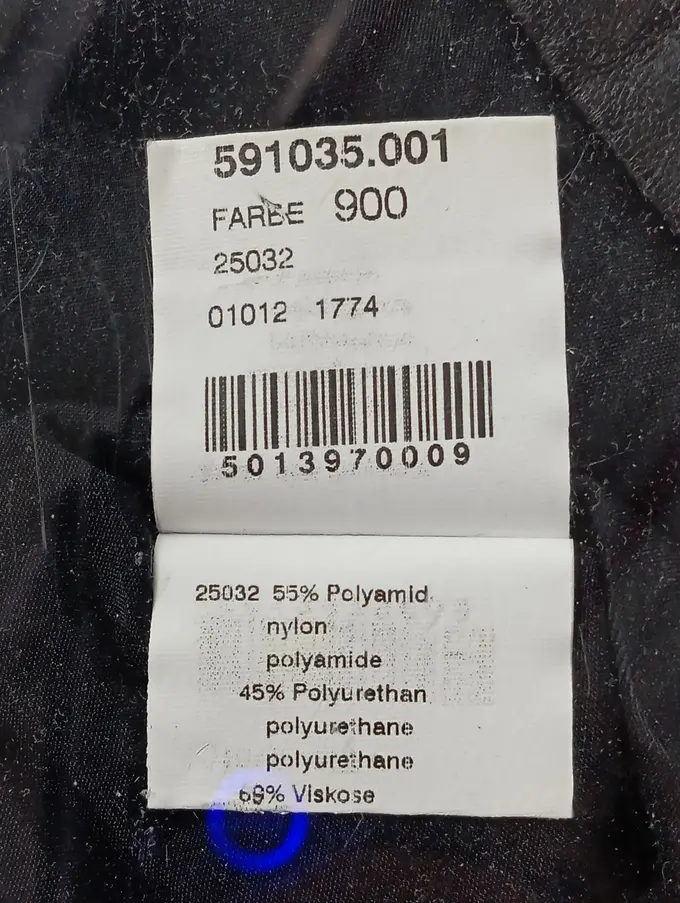 591035.001
FARBE 900
25032
01012 1774
5013970009
25032 55% Polyamid
nylon
polyamide
45% Polyurethan
polyurethane
polyurethane
69% Viskose